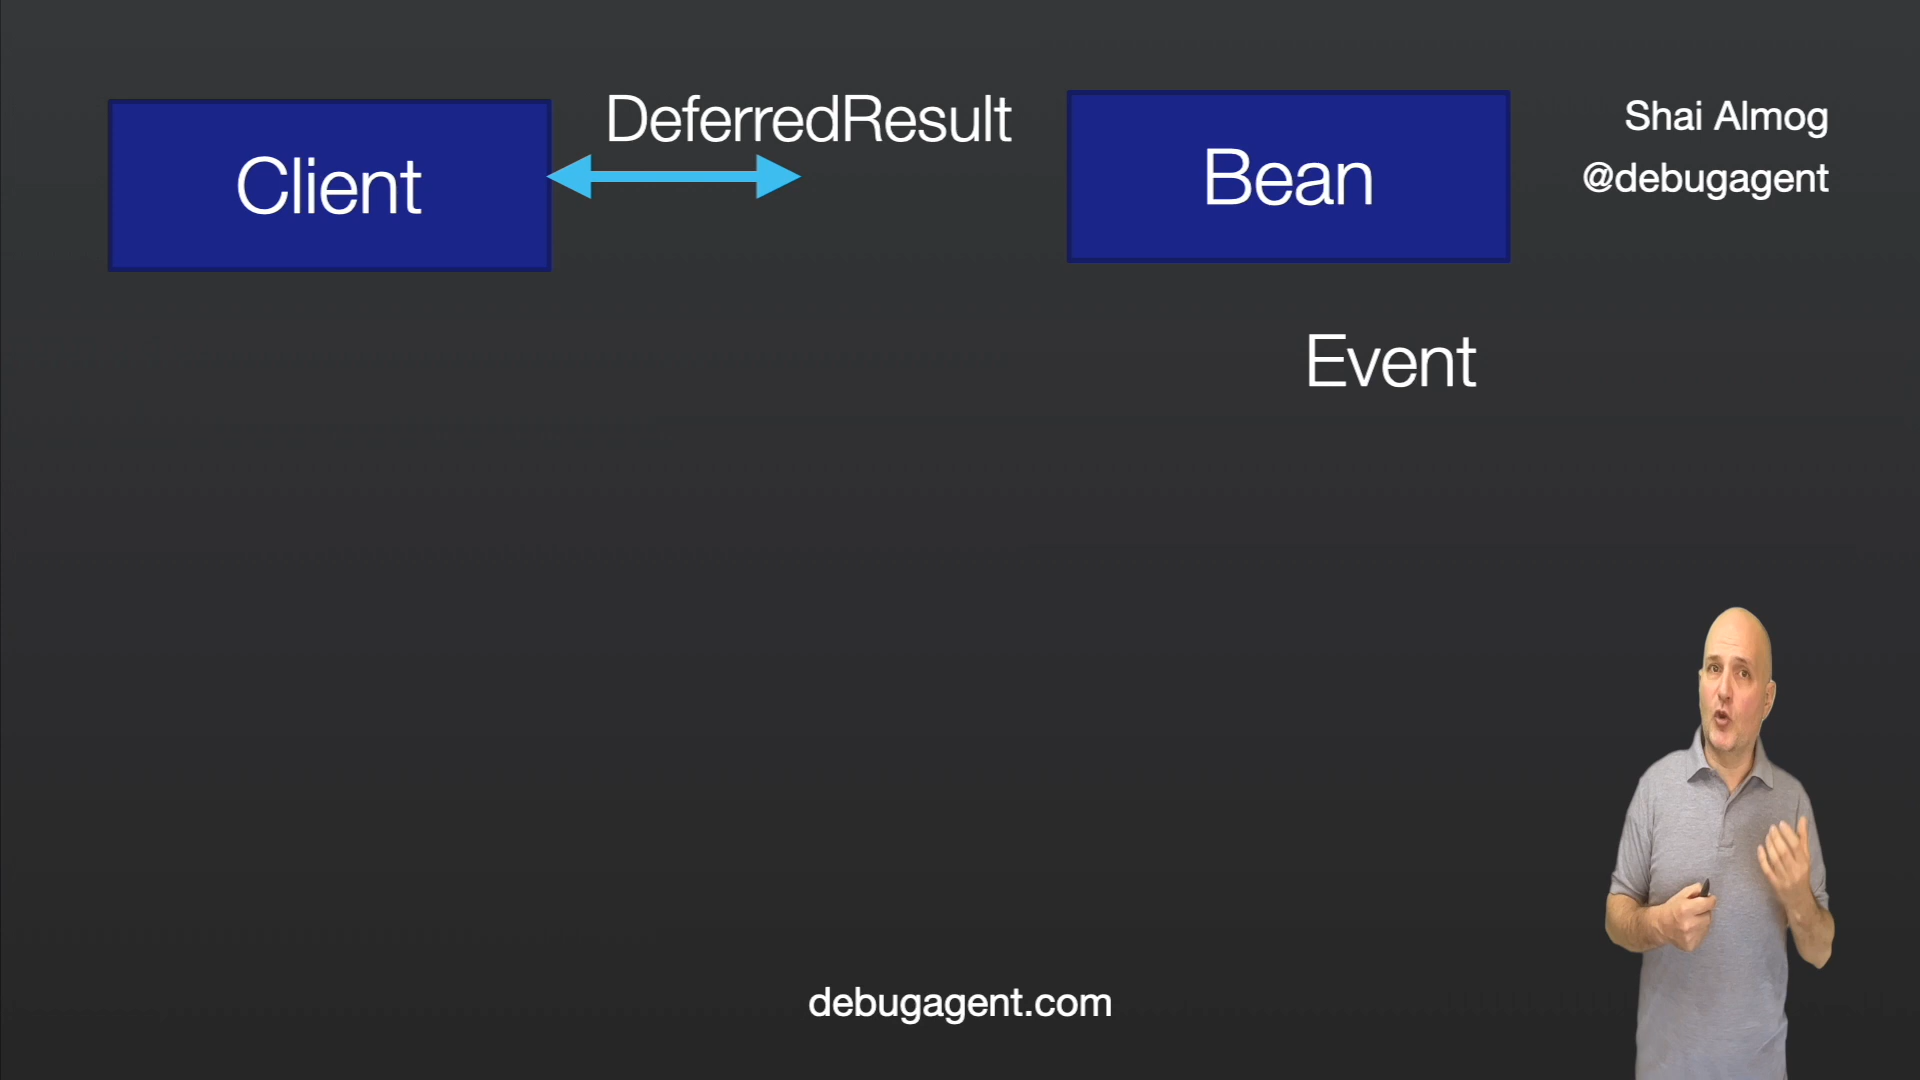 Client
DeferredResult
Bean
Shai Almog
@debugagent
Event
debugagent.com